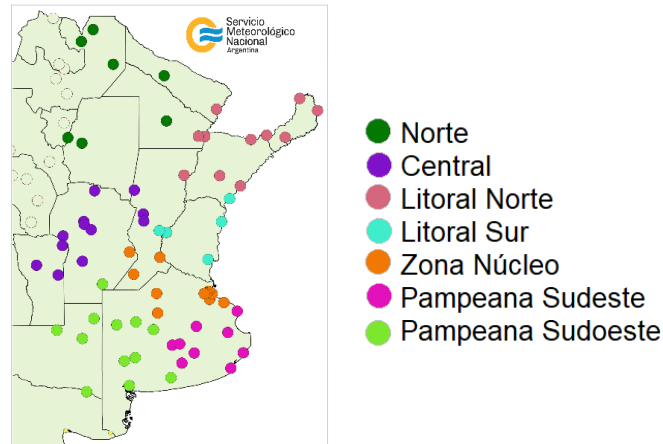 Servicio
Meteorológico
Nacional
Argentina
Norte
Central
Litoral Norte
Litoral Sur
Zona Núcleo
Pampeana Sudeste
Pampeana Sudoeste